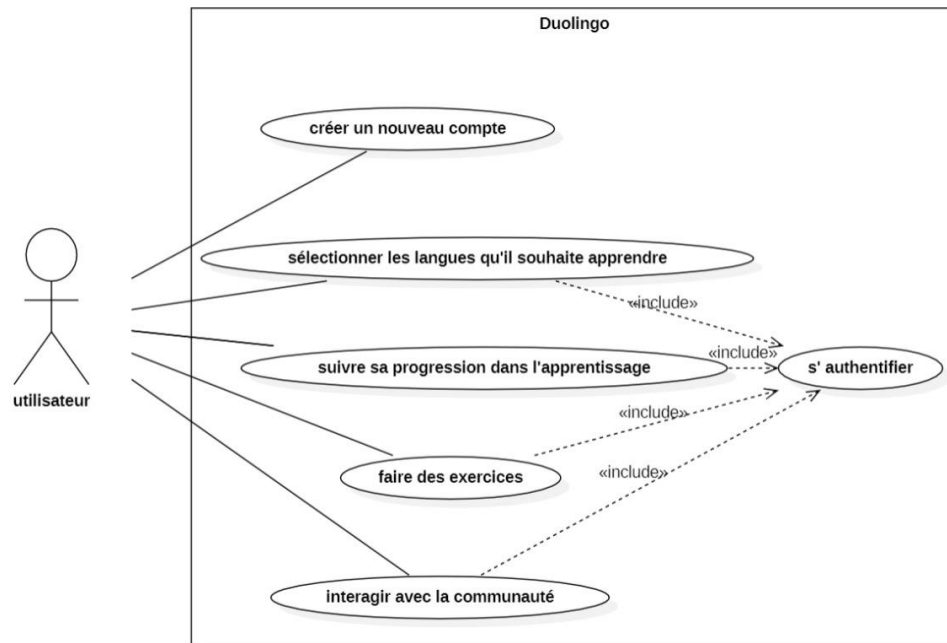 Duolingo
créer un nouveau compte
sélectionner les langues qu'il souhaite apprendre
«include»
«include»
suivre sa progression dans l'apprentissage
s' authentifier
utilisateur
«include»
«include»
faire des exercices
interagir avec la communauté